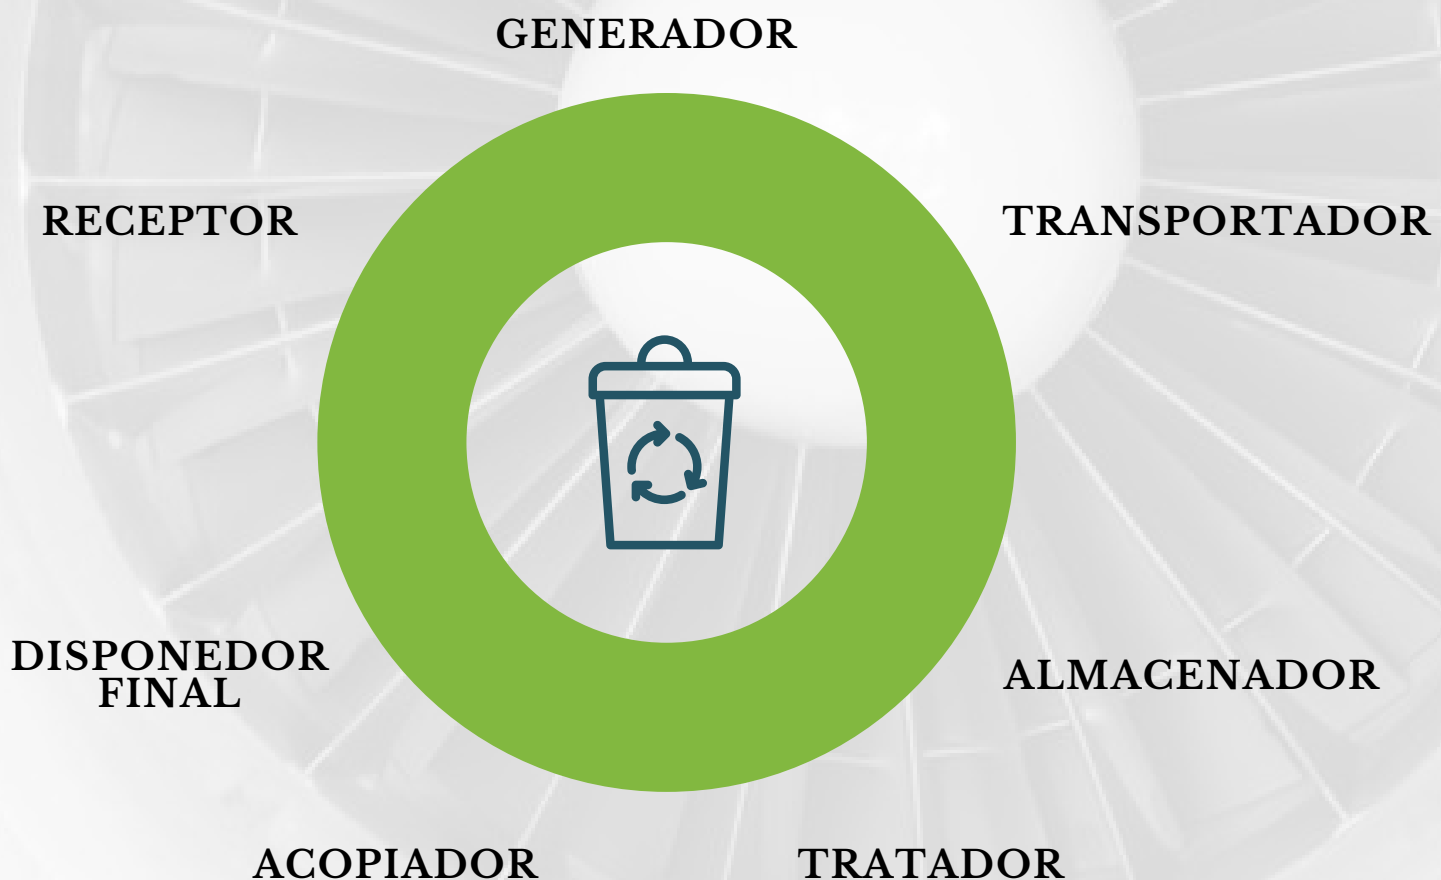 GENERADOR
RECEPTOR
TRANSPORTADOR
DISPONEDOR
FINAL
ALMACENADOR
ACOPIADOR
TRATADOR